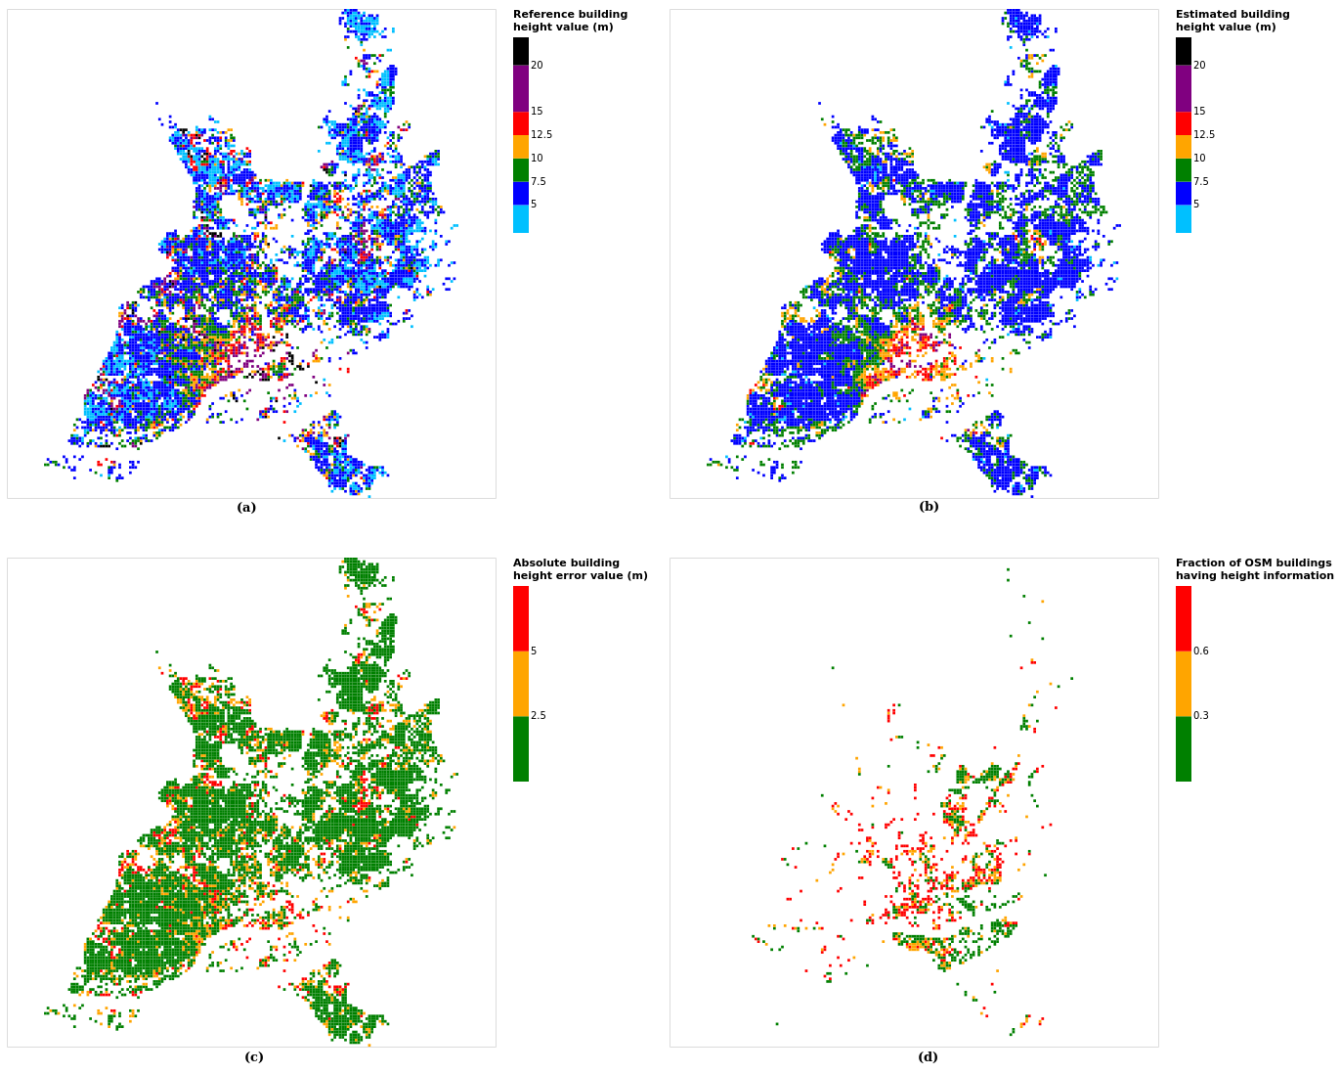 Reference building
height value (m)
20
15
12.5
10
7.5
5
(a)
Estimated building
height value (m)
20
15
12.5
10
7.5
5
(b)
Absolute building
height error value (m)
5
2.5
(c)
Fraction of OSM buildings
having height information
0.6
0.3
(d)